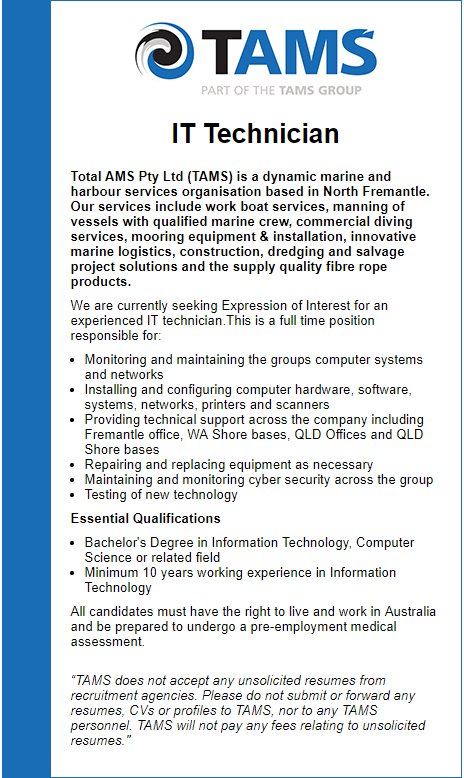 TAMS
PART OF THE TAMS GROUP
IT Technician
Total AMS Pty Ltd (TAMS) is a dynamic marine and
harbour services organisation based in North Fremantle.
Our services include work boat services, manning of
vessels with qualified marine crew, commercial diving
services, mooring equipment & installation, innovative
marine logistics, construction, dredging and salvage
project solutions and the supply quality fibre rope
products.
We are currently seeking Expression of Interest for an
experienced IT technician.This is a full time position
responsible for:
• Monitoring and maintaining the groups computer systems
and networks
• Installing and configuring computer hardware, software,
systems, networks, printers and scanners
• Providing technical support across the company including
Fremantle office, WA Shore bases, QLD Offices and QLD
Shore bases
• Repairing and replacing equipment as necessary
• Maintaining and monitoring cyber security across the group
• Testing of new technology
Essential Qualifications
• Bachelor's Degree in Information Technology, Computer
Science or related field
• Minimum 10 years working experience in Information
Technology
All candidates must have the right to live and work in Australia
and be prepared to undergo a pre-employment medical
assessment.
"TAMS does not accept any unsolicited resumes from
recruitment agencies. Please do not submit or forward any
resumes, CVs or profiles to TAMS, nor to any TAMS
personnel. TAMS will not pay any fees relating to unsolicited
resumes."